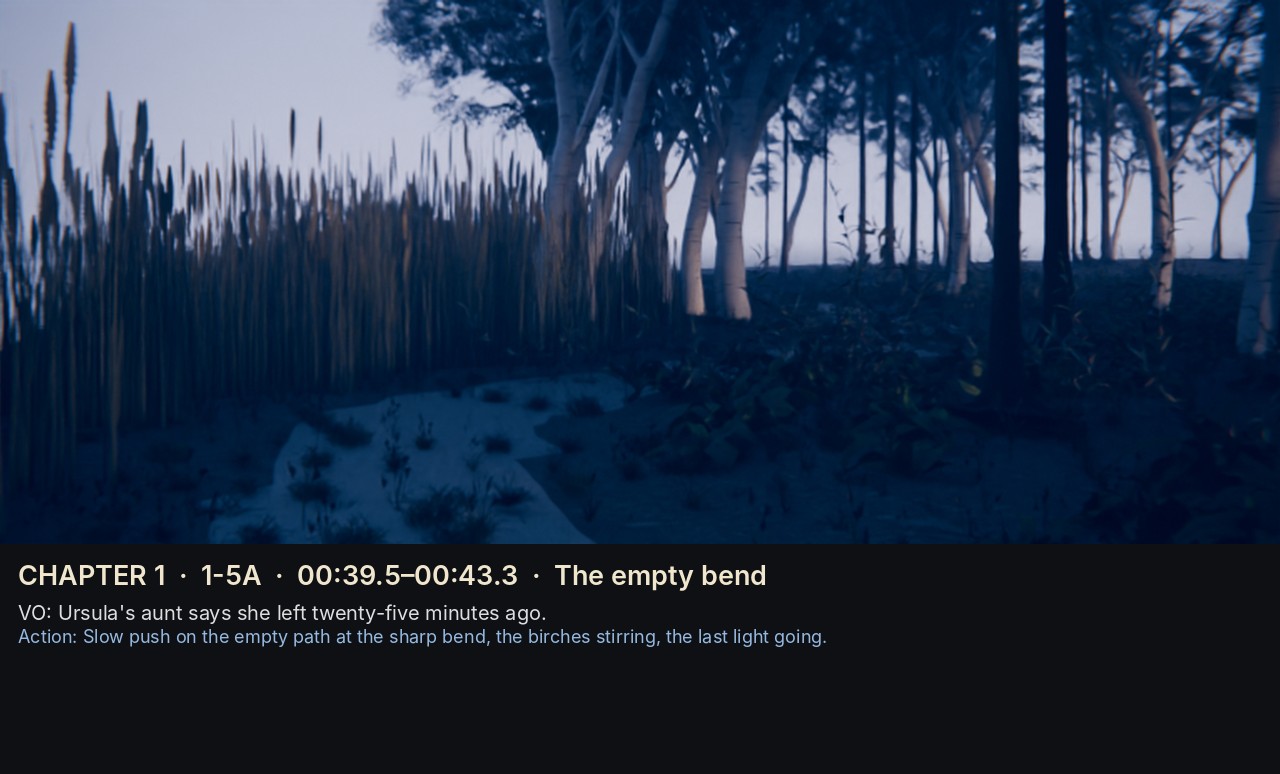 CHAPTER 1 · 1-5A · 00:39.5–00:43.3 · The empty bend
VO: Ursula's aunt says she left twenty-five minutes ago.
Action: Slow push on the empty path at the sharp bend, the birches stirring, the last light going.